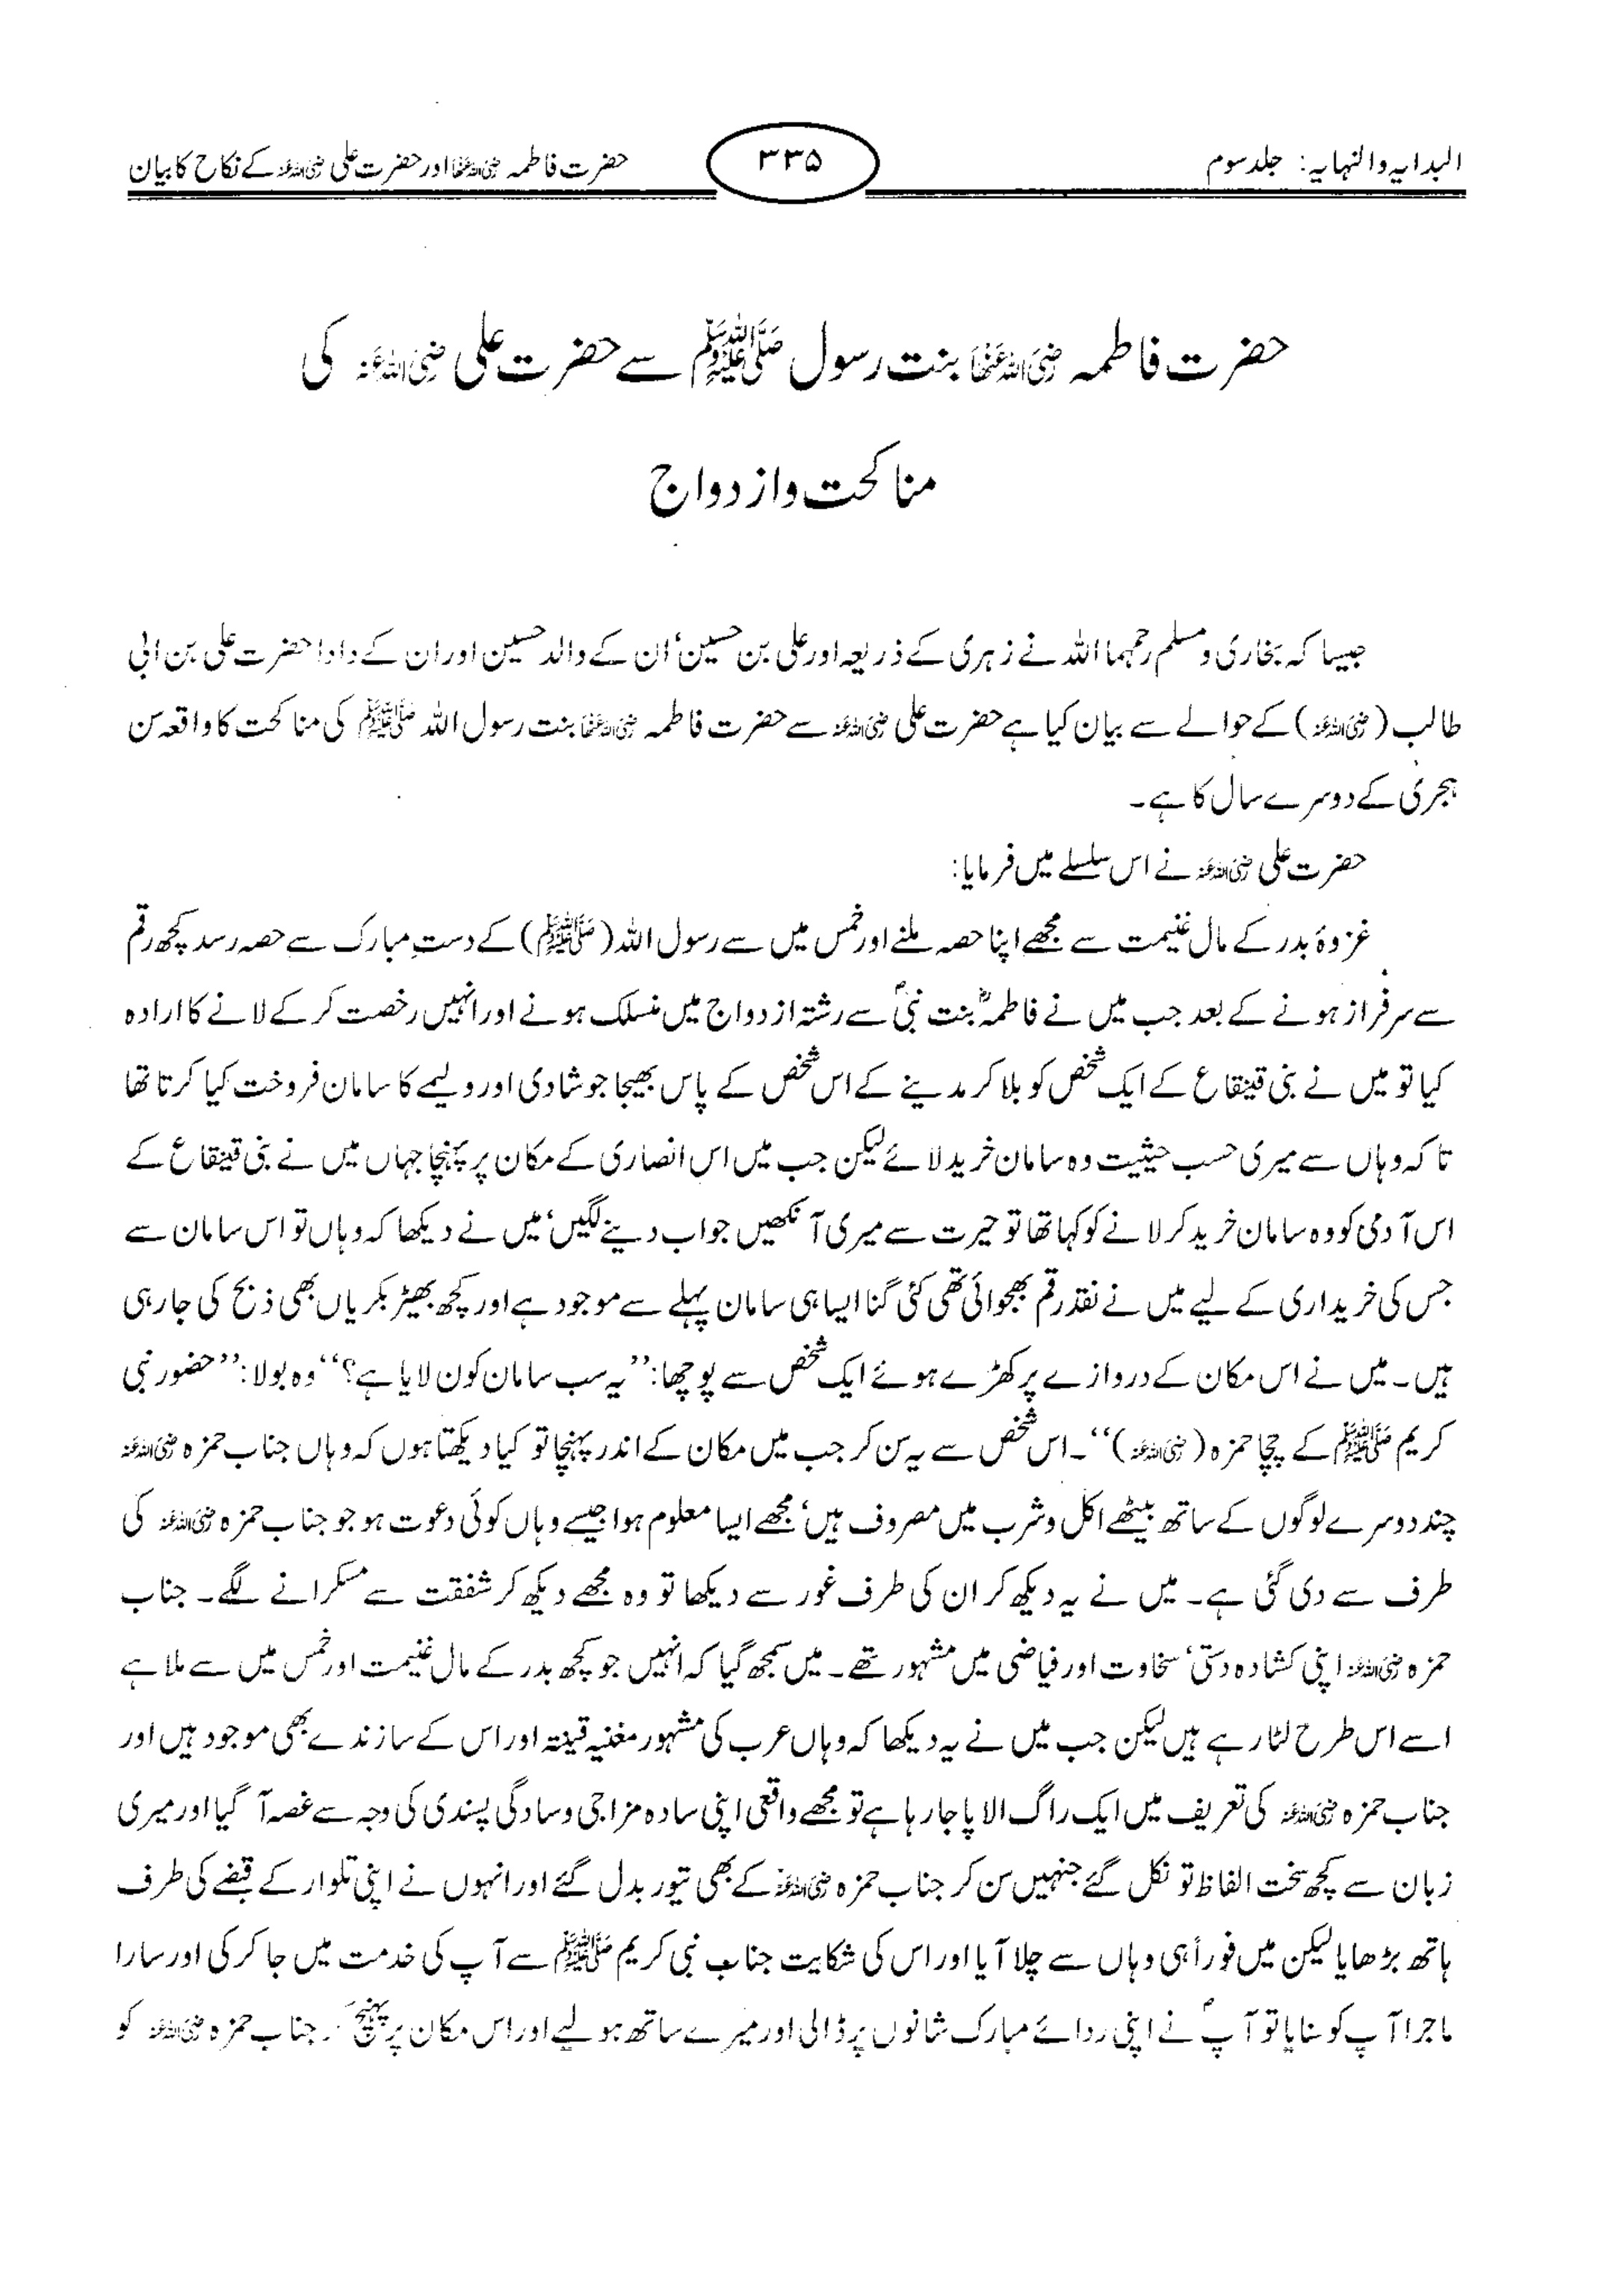 البدایہ والنہایہ: جلد سوم
۳۳۵
حضرت فاطمہ رضی اللہ عنہا اور حضرت علی رضی اللہ عنہ کے نکاح کا بیان
حضرت فاطمہ رضی اللہ عنہا بنت رسول ﷺ سے حضرت علی رضی اللہ عنہ کی
مناکحت وازدواج
جیسا کہ بخاری و مسلم رحمہما اللہ نے زہری کے ذریعہ اور علی بن حسین‘ ان کے والد حسین اور ان کے دادا حضرت علی بن ابی
طالب (رضی اللہ عنہ) کے حوالے سے بیان کیا ہے حضرت علی رضی اللہ عنہ سے حضرت فاطمہ رضی اللہ عنہا بنت رسول اللہ ﷺ کی مناکحت کا واقعہ سن
ہجری کے دوسرے سال کا ہے۔
حضرت علی رضی اللہ عنہ نے اس سلسلے میں فرمایا:
غزوۂ بدر کے مال غنیمت سے مجھے اپنا حصہ ملنے اور خمس میں سے رسول اللہ (ﷺ) کے دستِ مبارک سے حصہ رسد کچھ رقم
سے سرفراز ہونے کے بعد جب میں نے فاطمہؓ بنت نبیؐ سے رشتہ ازدواج میں منسلک ہونے اور انہیں رخصت کر کے لانے کا ارادہ
کیا تو میں نے بنی قینقاع کے ایک شخص کو بلا کر مدینے کے اس شخص کے پاس بھیجا جو شادی اور ولیمے کا سامان فروخت کیا کرتا تھا
تا کہ وہاں سے میری حسب حیثیت وہ سامان خرید لائے لیکن جب میں اس انصاری کے مکان پر پہنچا جہاں میں نے بنی قینقاع کے
اس آدمی کو وہ سامان خرید کر لانے کو کہا تھا تو حیرت سے میری آنکھیں جواب دینے لگیں‘ میں نے دیکھا کہ وہاں تو اس سامان سے
جس کی خریداری کے لیے میں نے نقد رقم بھجوائی تھی کئی گنا ایسا ہی سامان پہلے سے موجود ہے اور کچھ بھیڑ بکریاں بھی ذبح کی جا رہی
ہیں۔ میں نے اس مکان کے دروازے پر کھڑے ہوئے ایک شخص سے پوچھا: ’’یہ سب سامان کون لایا ہے؟‘‘ وہ بولا: ’’حضور نبی
کریم ﷺ کے چچا حمزہ (رضی اللہ عنہ)‘‘۔ اس شخص سے یہ سن کر جب میں مکان کے اندر پہنچا تو کیا دیکھتا ہوں کہ وہاں جناب حمزہ رضی اللہ عنہ
چند دوسرے لوگوں کے ساتھ بیٹھے اکل و شرب میں مصروف ہیں‘ مجھے ایسا معلوم ہوا جیسے وہاں کوئی دعوت ہو جو جناب حمزہ رضی اللہ عنہ کی
طرف سے دی گئی ہے۔ میں نے یہ دیکھ کر ان کی طرف غور سے دیکھا تو وہ مجھے دیکھ کر شفقت سے مسکرانے لگے۔ جناب
حمزہ رضی اللہ عنہ اپنی کشادہ دستی‘ سخاوت اور فیاضی میں مشہور تھے۔ میں سمجھ گیا کہ انہیں جو کچھ بدر کے مال غنیمت اور خمس میں سے ملا ہے
اسے اس طرح لٹا رہے ہیں لیکن جب میں نے یہ دیکھا کہ وہاں عرب کی مشہور مغنیہ قینتہ اور اس کے سازندے بھی موجود ہیں اور
جناب حمزہ رضی اللہ عنہ کی تعریف میں ایک راگ الاپا جا رہا ہے تو مجھے واقعی اپنی سادہ مزاجی و سادگی پسندی کی وجہ سے غصہ آ گیا اور میری
زبان سے کچھ سخت الفاظ تو نکل گئے جنہیں سن کر جناب حمزہ رضی اللہ عنہ کے بھی تیور بدل گئے اور انہوں نے اپنی تلوار کے قبضے کی طرف
ہاتھ بڑھایا لیکن میں فوراً ہی وہاں سے چلا آیا اور اس کی شکایت جناب نبی کریم ﷺ سے آپ کی خدمت میں جا کر کی اور سارا
ماجرا آپ کو سنایا تو آپؐ نے اپنی ردائے مبارک شانوں پر ڈالی اور میرے ساتھ ہو لیے اور اس مکان پر پہنچ ۔ جناب حمزہ رضی اللہ عنہ کو